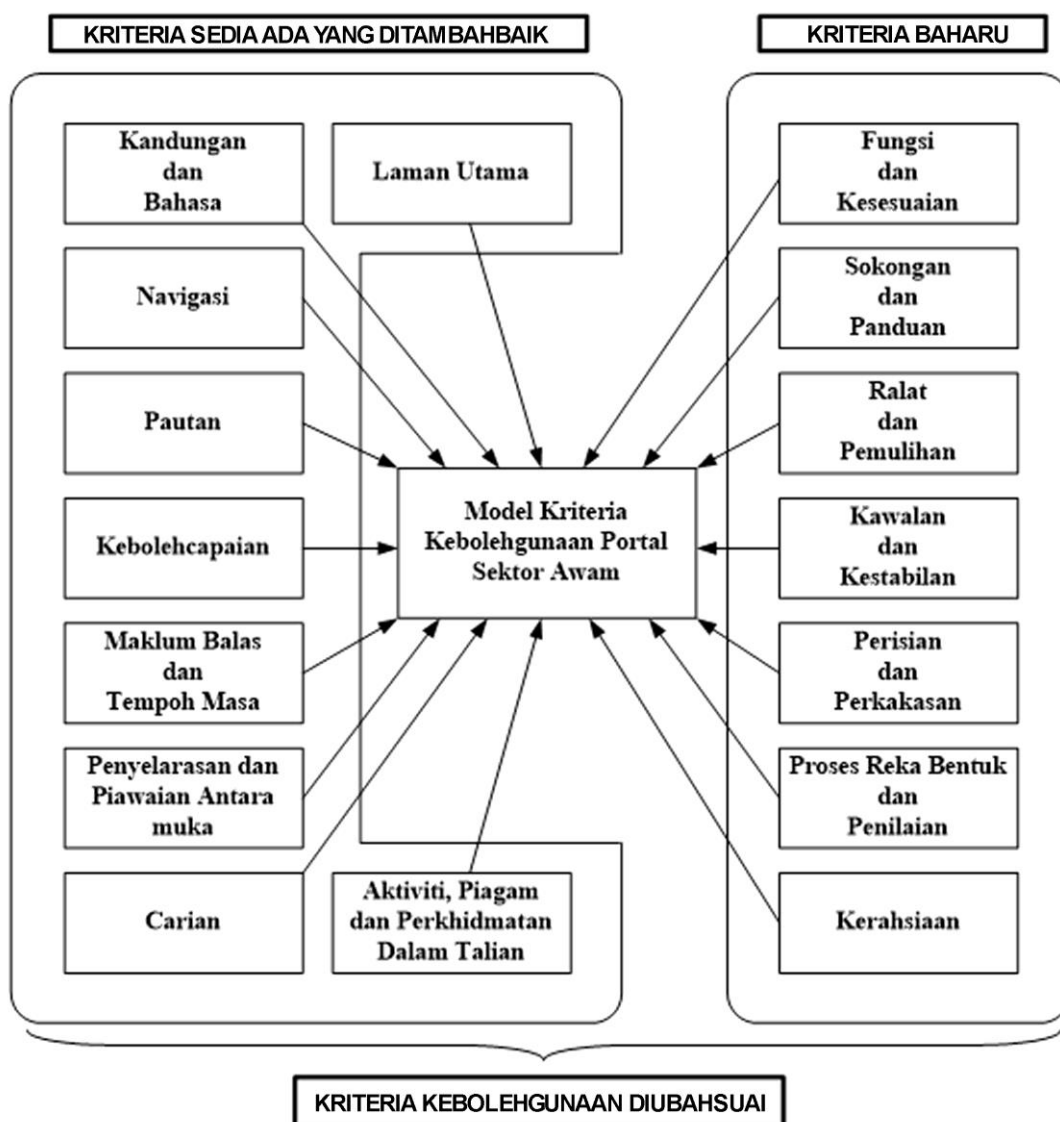 KRITERIA SEDIA ADA YANG DITAMBAHBAIK
KRITERIA BAHARU
Kandungan
dan
Bahasa
Laman Utama
Navigasi
Pautan
Kebolehcapaian
Maklum Balas
dan
Tempoh Masa
Penyelarasan dan
Piawaian Antara
muka
Carian
Aktiviti, Piagam
dan Perkhidmatan
Dalam Talian
Model Kriteria
Kebolehgunaan Portal
Sektor Awam
Fungsi
dan
Kesesuaian
Sokongan
dan
Panduan
Ralat
dan
Pemulihan
Kawalan
dan
Kestabilan
Perisian
dan
Perkakasan
Proses Reka Bentuk
dan
Penilaian
Kerahsiaan
KRITERIA KEBOLEHGUNAAN DIUBAHSUAI